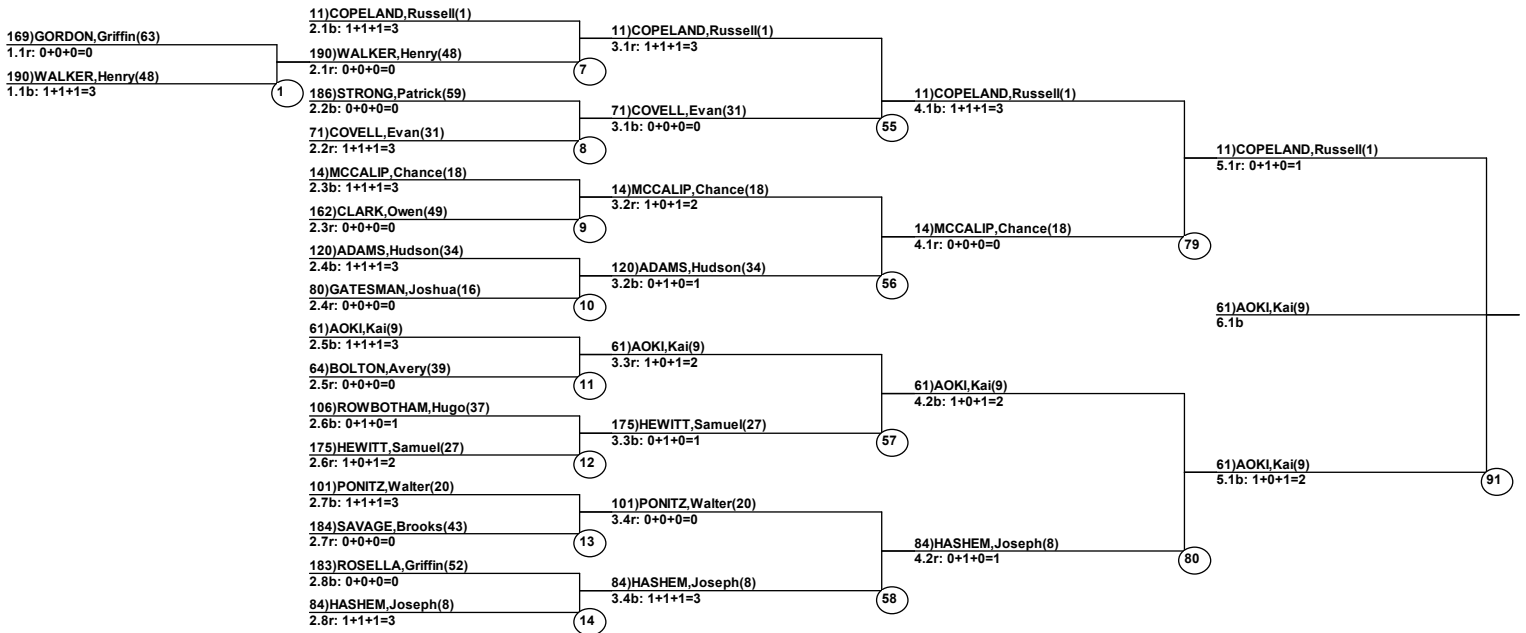 169)GORDON,Griffin(63)
1.1r: 0+0+0=0
190)WALKER,Henry(48)
1.1b: 1+1+1=3
1
11)COPELAND,Russell(1)
2.1b: 1+1+1=3
190)WALKER,Henry(48)
2.1r: 0+0+0=0
7
186)STRONG,Patrick(59)
2.2b: 0+0+0=0
71)COVELL,Evan(31)
2.2r: 1+1+1=3
8
14)MCCALIP,Chance(18)
2.3b: 1+1+1=3
162)CLARK,Owen(49)
2.3r: 0+0+0=0
9
120)ADAMS,Hudson(34)
2.4b: 1+1+1=3
80)GATESMAN,Joshua(16)
2.4r: 0+0+0=0
10
61)AOKI,Kai(9)
2.5b: 1+1+1=3
64)BOLTON,Avery(39)
2.5r: 0+0+0=0
11
106)ROWBOTHAM,Hugo(37)
2.6b: 0+1+0=1
175)HEWITT,Samuel(27)
2.6r: 1+0+1=2
12
101)PONITZ,Walter(20)
2.7b: 1+1+1=3
184)SAVAGE,Brooks(43)
2.7r: 0+0+0=0
13
183)ROSELLA,Griffin(52)
2.8b: 0+0+0=0
84)HASHEM,Joseph(8)
2.8r: 1+1+1=3
14
11)COPELAND,Russell(1)
3.1r: 1+1+1=3
71)COVELL,Evan(31)
3.1b: 0+0+0=0
55
14)MCCALIP,Chance(18)
3.2r: 1+0+1=2
120)ADAMS,Hudson(34)
3.2b: 0+1+0=1
56
61)AOKI,Kai(9)
3.3r: 1+0+1=2
175)HEWITT,Samuel(27)
3.3b: 0+1+0=1
57
101)PONITZ,Walter(20)
3.4r: 0+0+0=0
84)HASHEM,Joseph(8)
3.4b: 1+1+1=3
58
11)COPELAND,Russell(1)
4.1b: 1+1+1=3
14)MCCALIP,Chance(18)
4.1r: 0+0+0=0
79
61)AOKI,Kai(9)
4.2b: 1+0+1=2
84)HASHEM,Joseph(8)
4.2r: 0+1+0=1
80
11)COPELAND,Russell(1)
5.1r: 0+1+0=1
61)AOKI,Kai(9)
6.1b
61)AOKI,Kai(9)
5.1b: 1+0+1=2
91